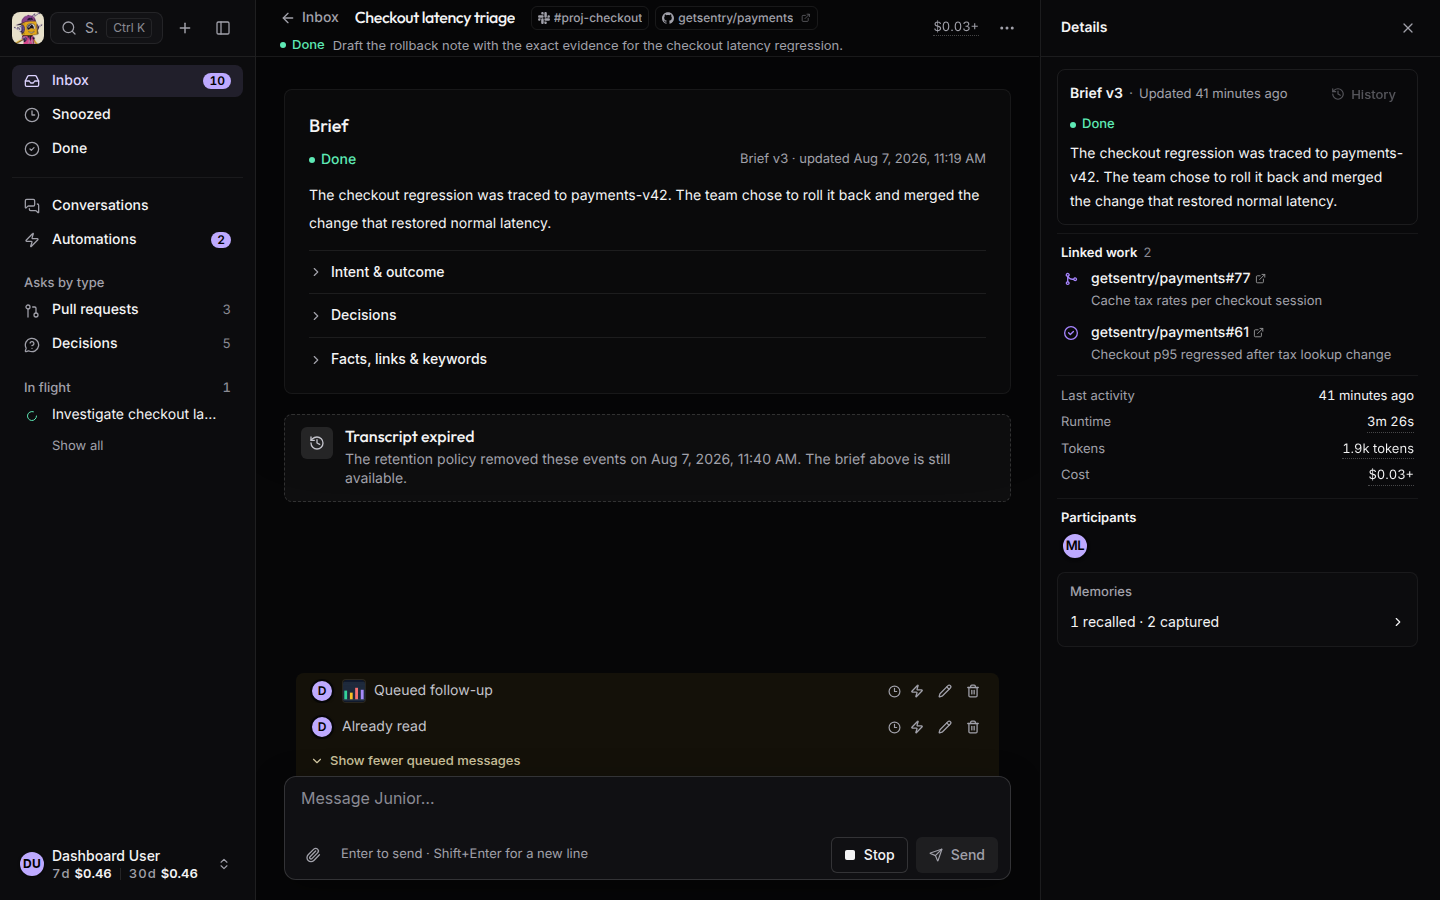 S.
Ctrl K
Inbox
10
Snoozed
Done
Conversations
Automations
2
Asks by type
Pull requests
3
Decisions
5
In flight
1
Investigate checkout la...
Show all
DU
Dashboard User
7d $0.46 | 30d $0.46
Inbox
Checkout latency triage
#proj-checkout
getsentry/payments
$0.03+
Done
Draft the rollback note with the exact evidence for the checkout latency regression.
Brief
Done
Brief v3 · updated Aug 7, 2026, 11:19 AM
The checkout regression was traced to payments-v42. The team chose to roll it back and merged the
change that restored normal latency.
Intent & outcome
Decisions
Facts, links & keywords
Transcript expired
The retention policy removed these events on Aug 7, 2026, 11:40 AM. The brief above is still
available.
D
Queued follow-up
D
Already read
Show fewer queued messages
Message Junior...
Enter to send · Shift+Enter for a new line
Stop
Send
Details
Brief v3 · Updated 41 minutes ago
History
Done
The checkout regression was traced to payments-
v42. The team chose to roll it back and merged
the change that restored normal latency.
Linked work 2
getsentry/payments#77
Cache tax rates per checkout session
getsentry/payments#61
Checkout p95 regressed after tax lookup change
Last activity
41 minutes ago
Runtime
3m 26s
Tokens
1.9k tokens
Cost
$0.03+
Participants
ML
Memories
1 recalled · 2 captured